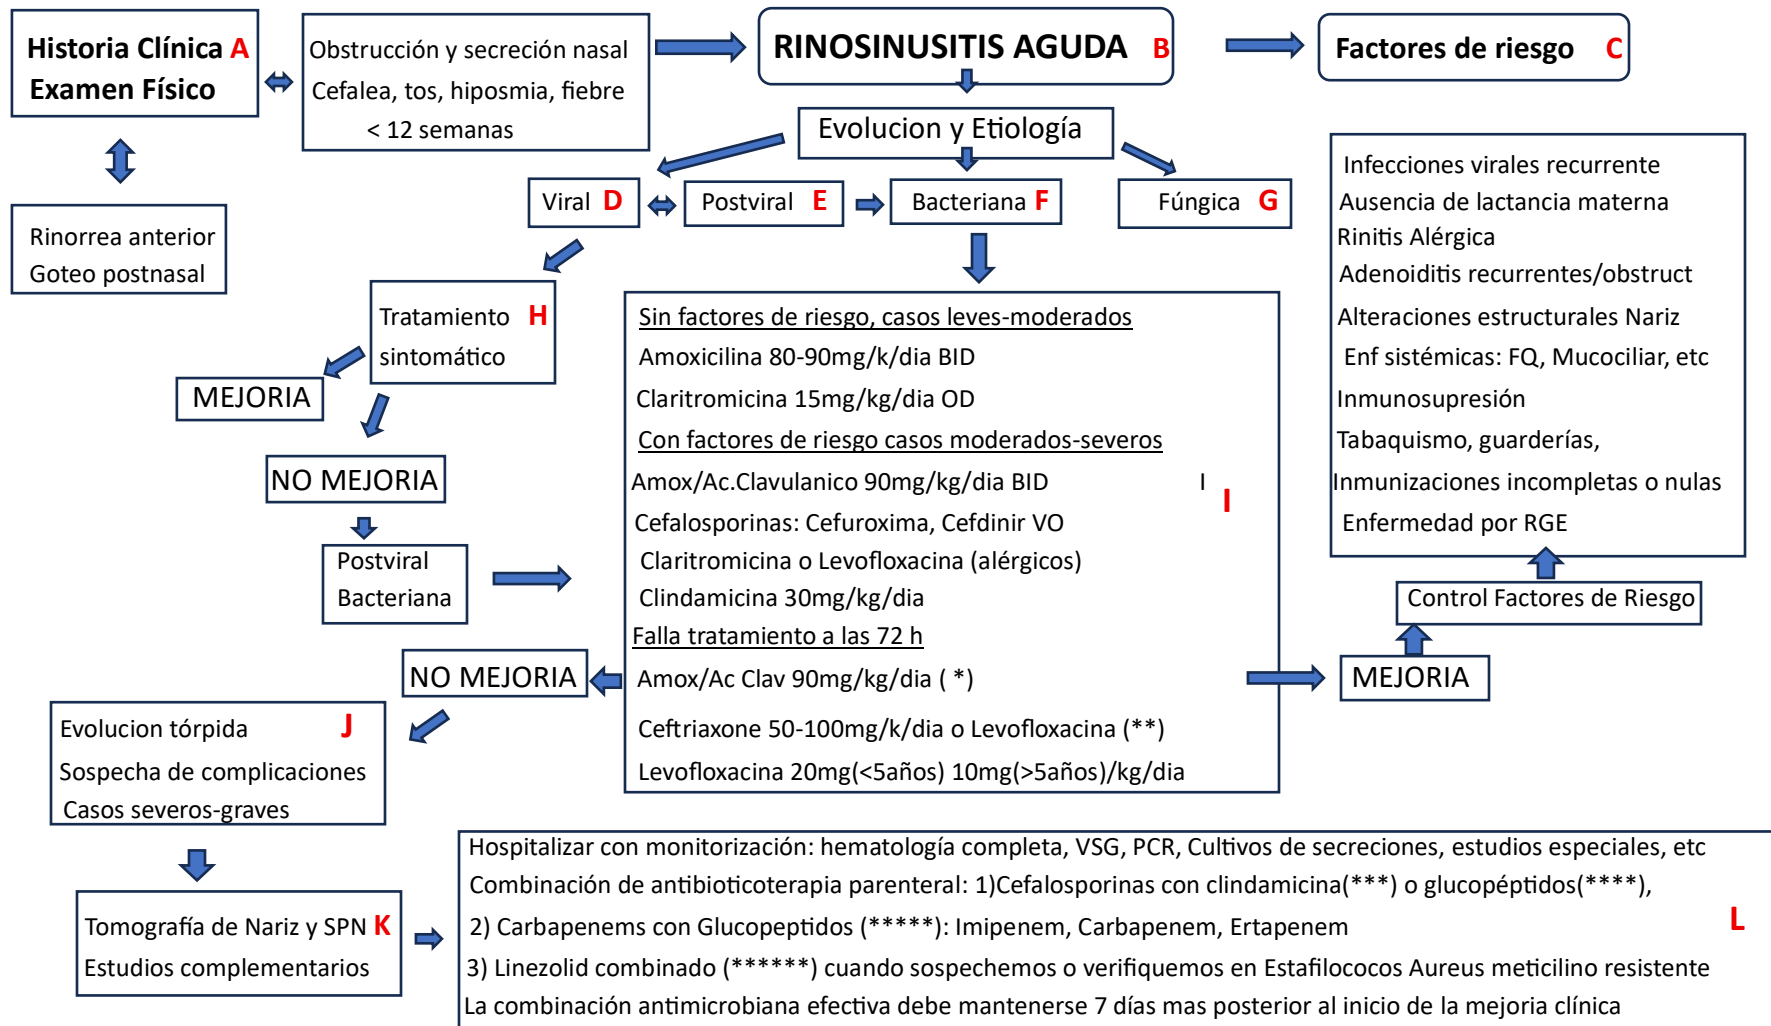 Historia Clínica A
Examen Físico
Obstrucción y secreción nasal
Cefalea, tos, hiposmia, fiebre
< 12 semanas
RINOSINUSITIS AGUDA B
Factores de riesgo C
Evolucion y Etiología
Rinorrea anterior
Goteo postnasal
Viral D
Postviral E
Bacteriana F
Fúngica G
Infecciones virales recurrente
Ausencia de lactancia materna
Rinitis Alérgica
Adenoiditis recurrentes/obstruct
Alteraciones estructurales Nariz
Enf sistémicas: FQ, Mucociliar, etc
Inmunosupresión
Tabaquismo, guarderías,
Inmunizaciones incompletas o nulas
Enfermedad por RGE
Tratamiento H
sintomático
MEJORIA
NO MEJORIA
Postviral
Bacteriana
Sin factores de riesgo, casos leves-moderados
Amoxicilina 80-90mg/k/dia BID
Claritromicina 15mg/kg/dia OD
Con factores de riesgo casos moderados-severos
Amox/Ac.Clavulanico 90mg/kg/dia BID I I
Cefalosporinas: Cefuroxima, Cefdinir VO
Claritromicina o Levofloxacina (alérgicos)
Clindamicina 30mg/kg/dia
Falla tratamiento a las 72 h
Amox/Ac Clav 90mg/kg/dia ( *)
Ceftriaxone 50-100mg/k/dia o Levofloxacina (**)
Levofloxacina 20mg(<5años) 10mg(>5años)/kg/dia
Control Factores de Riesgo
MEJORIA
NO MEJORIA
Evolucion tórpida J
Sospecha de complicaciones
Casos severos-graves
Tomografía de Nariz y SPN K
Estudios complementarios
Hospitalizar con monitorización: hematología completa, VSG, PCR, Cultivos de secreciones, estudios especiales, etc
Combinación de antibioticoterapia parenteral: 1)Cefalosporinas con clindamicina(***) o glucopéptidos(****),
2) Carbapenems con Glucopeptidos (*****): Imipenem, Carbapenem, Ertapenem L
3) Linezolid combinado (******) cuando sospechemos o verifiquemos en Estafilococos Aureus meticilino resistente
La combinación antimicrobiana efectiva debe mantenerse 7 días mas posterior al inicio de la mejoria clínica